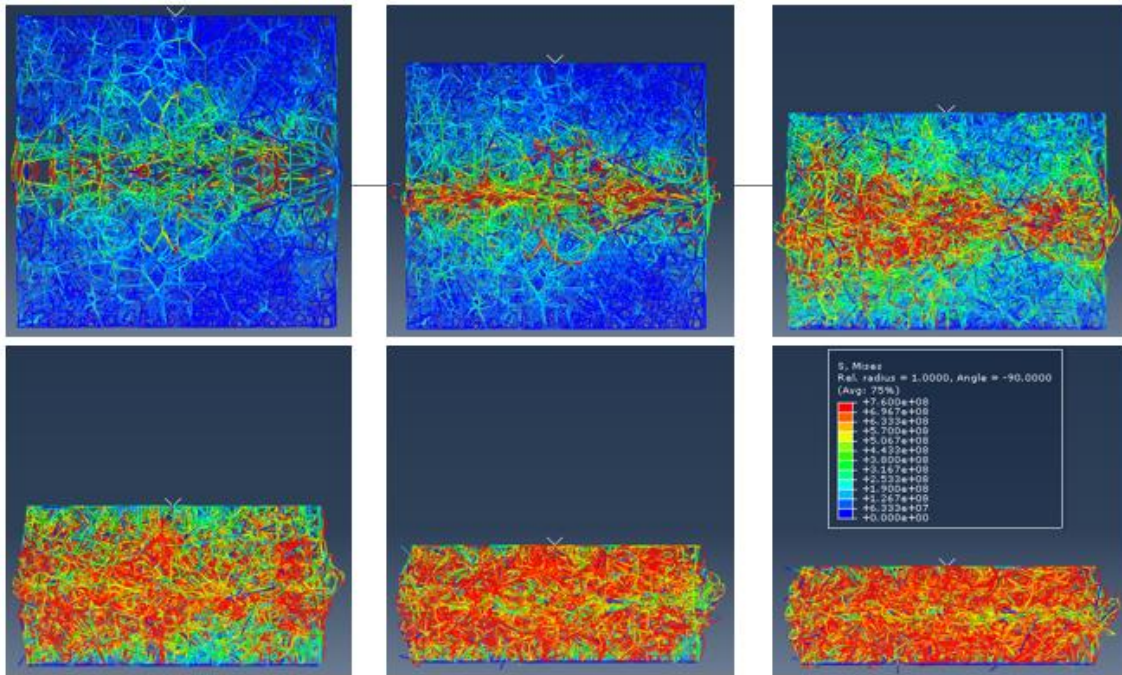 S, Mises
Rel. radius = 1.0000, Angle = -90.0000
(Avg: 75%)
+7.600e+08
+6.967e+08
+6.333e+08
+5.700e+08
+5.067e+08
+4.433e+08
+3.800e+08
+3.167e+08
+2.533e+08
+1.900e+08
+1.267e+08
+6.333e+07
+0.000e+00